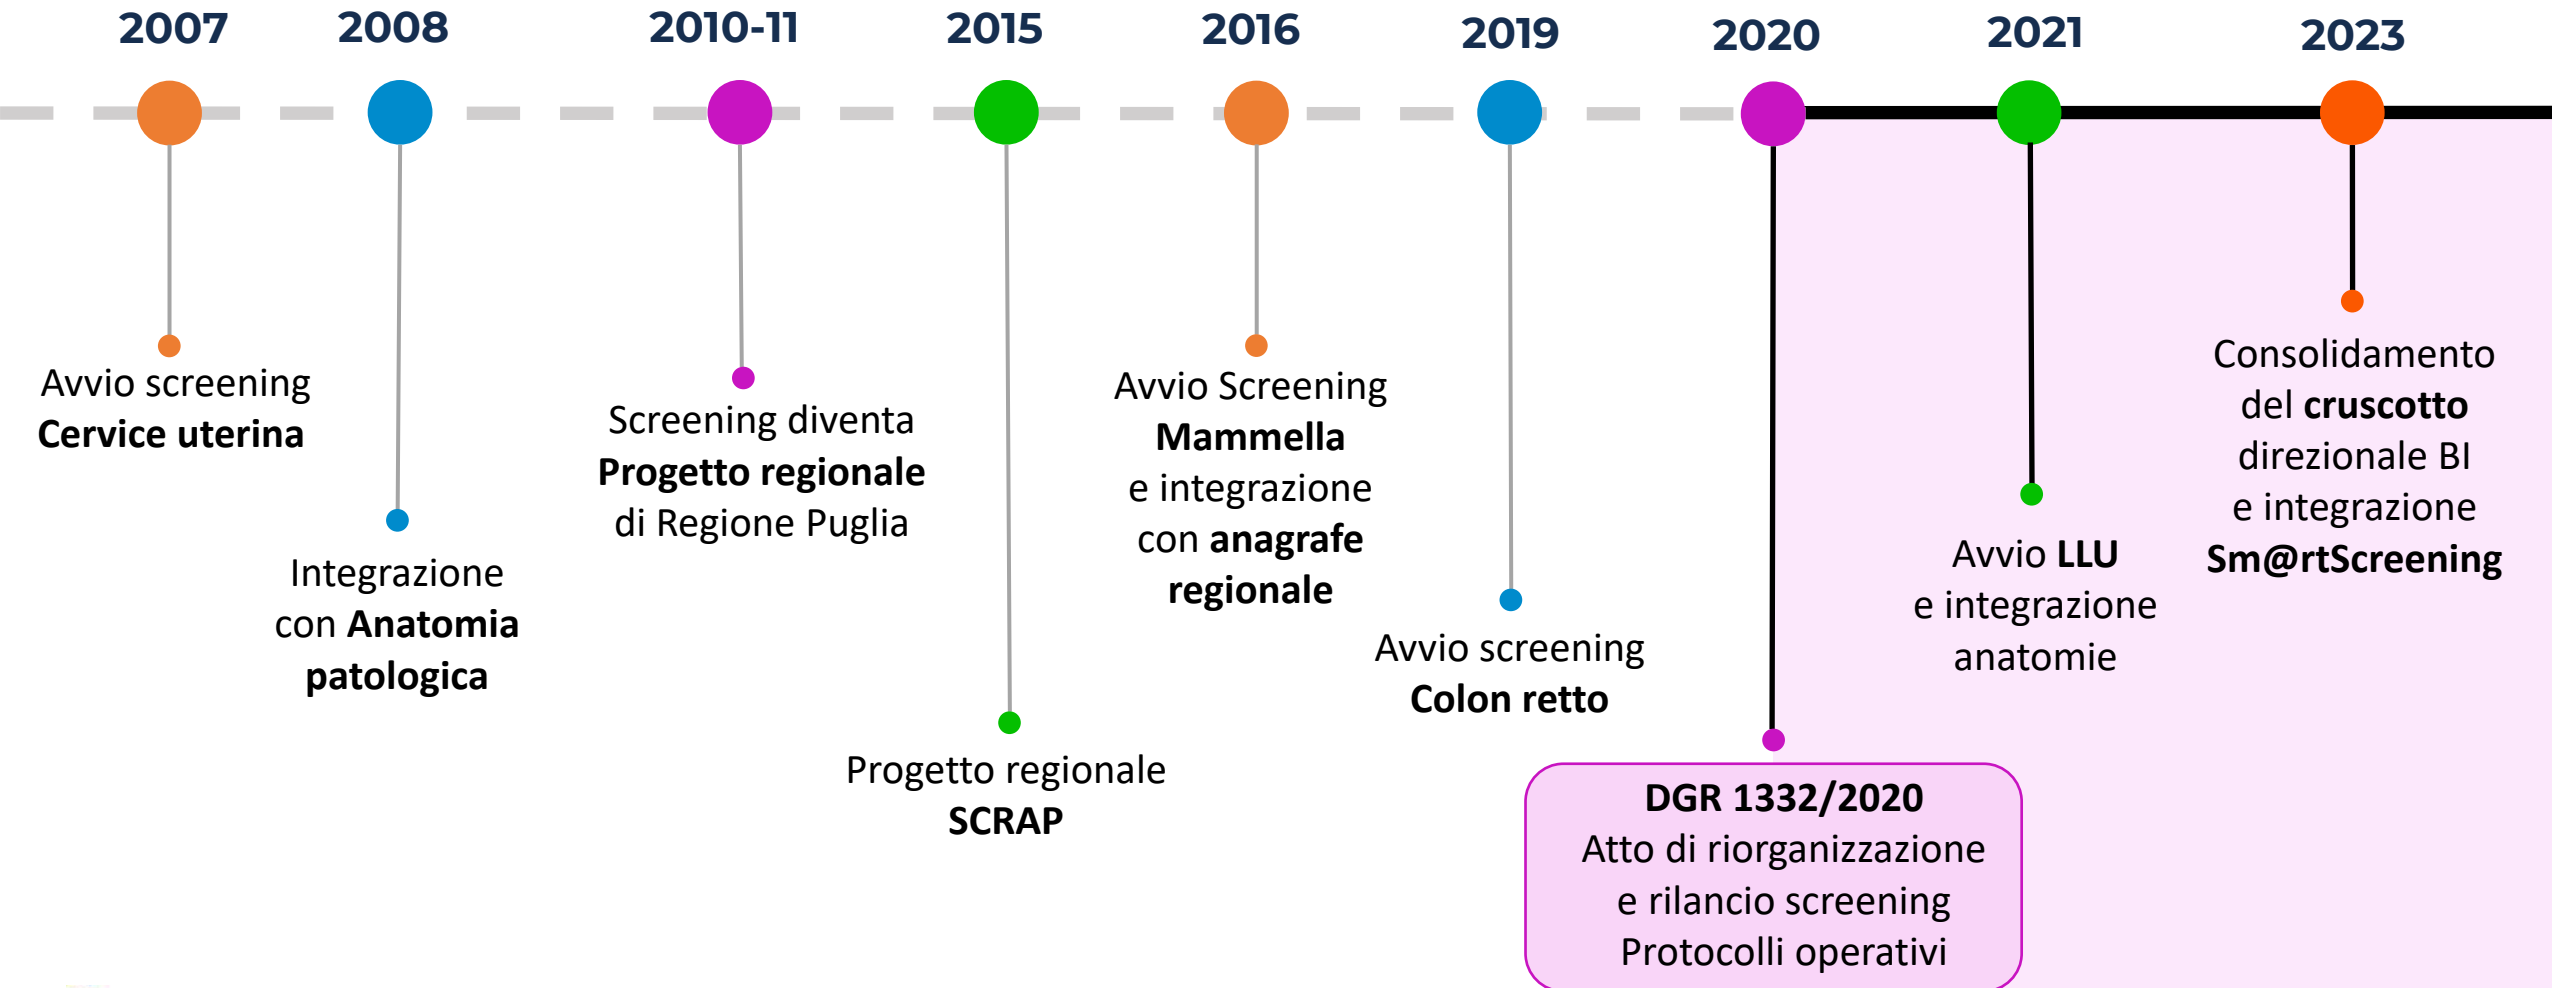 2007
2008
2010-11
2015
2016
2019
2020
2021
2023
Avvio screening
Cervice uterina
Integrazione
con Anatomia
patologica
Screening diventa
Progetto regionale
di Regione Puglia
Progetto regionale
SCRAP
Avvio Screening
Mammella
e integrazione
con anagrafe
regionale
Avvio screening
Colon retto
DGR 1332/2020
Atto di riorganizzazione
e rilancio screening
Protocolli operativi
Avvio LLU
e integrazione
anatomie
Consolidamento
del cruscotto
direzionale BI
e integrazione
Sm@rtScreening